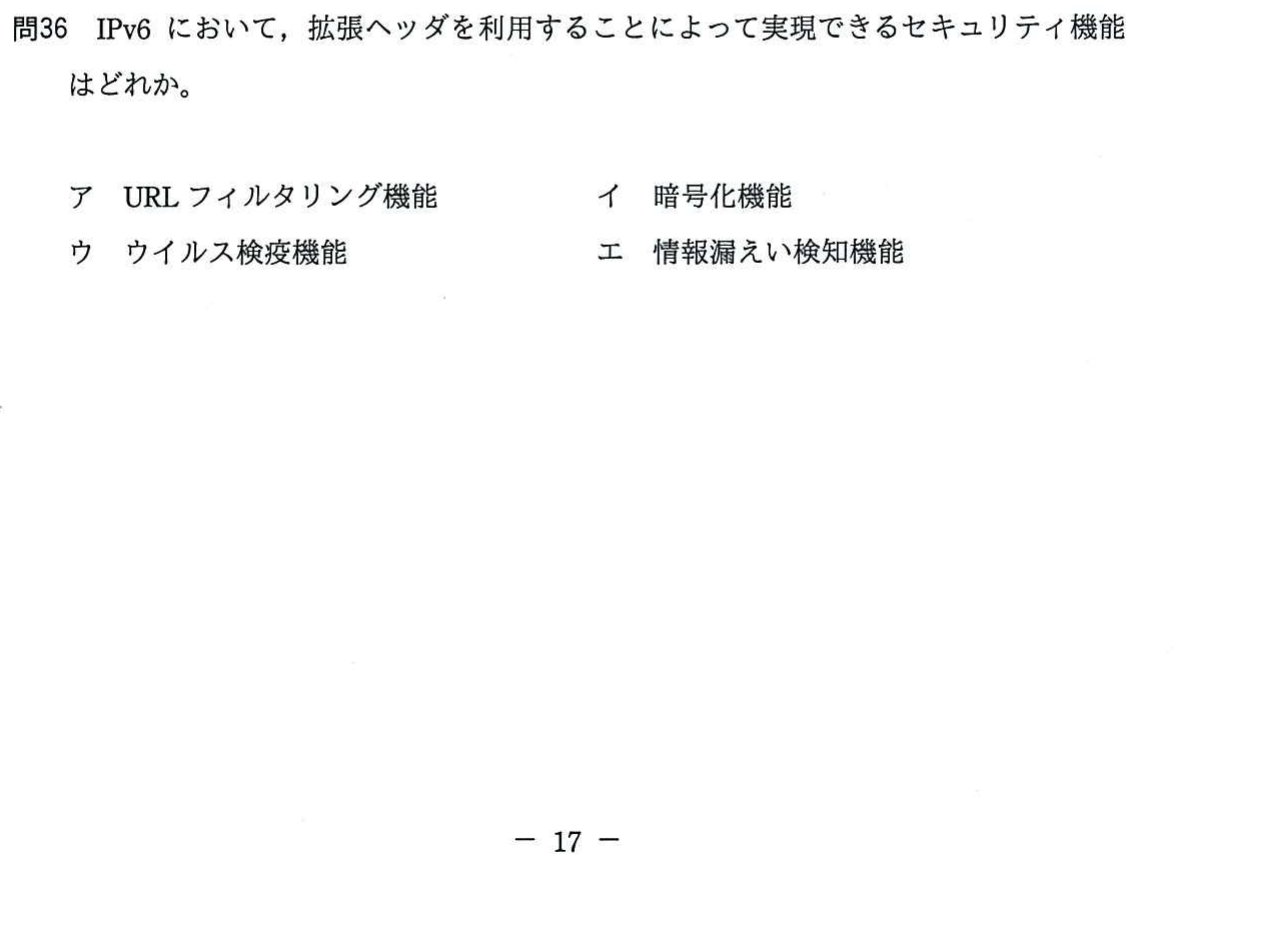 問36 IPv6 において，拡張ヘッダを利用することによって実現できるセキュリティ機能
はどれか。
ア URL フィルタリング機能 イ 暗号化機能
ウ ウイルス検疫機能 エ 情報漏えい検知機能
－ 17 －